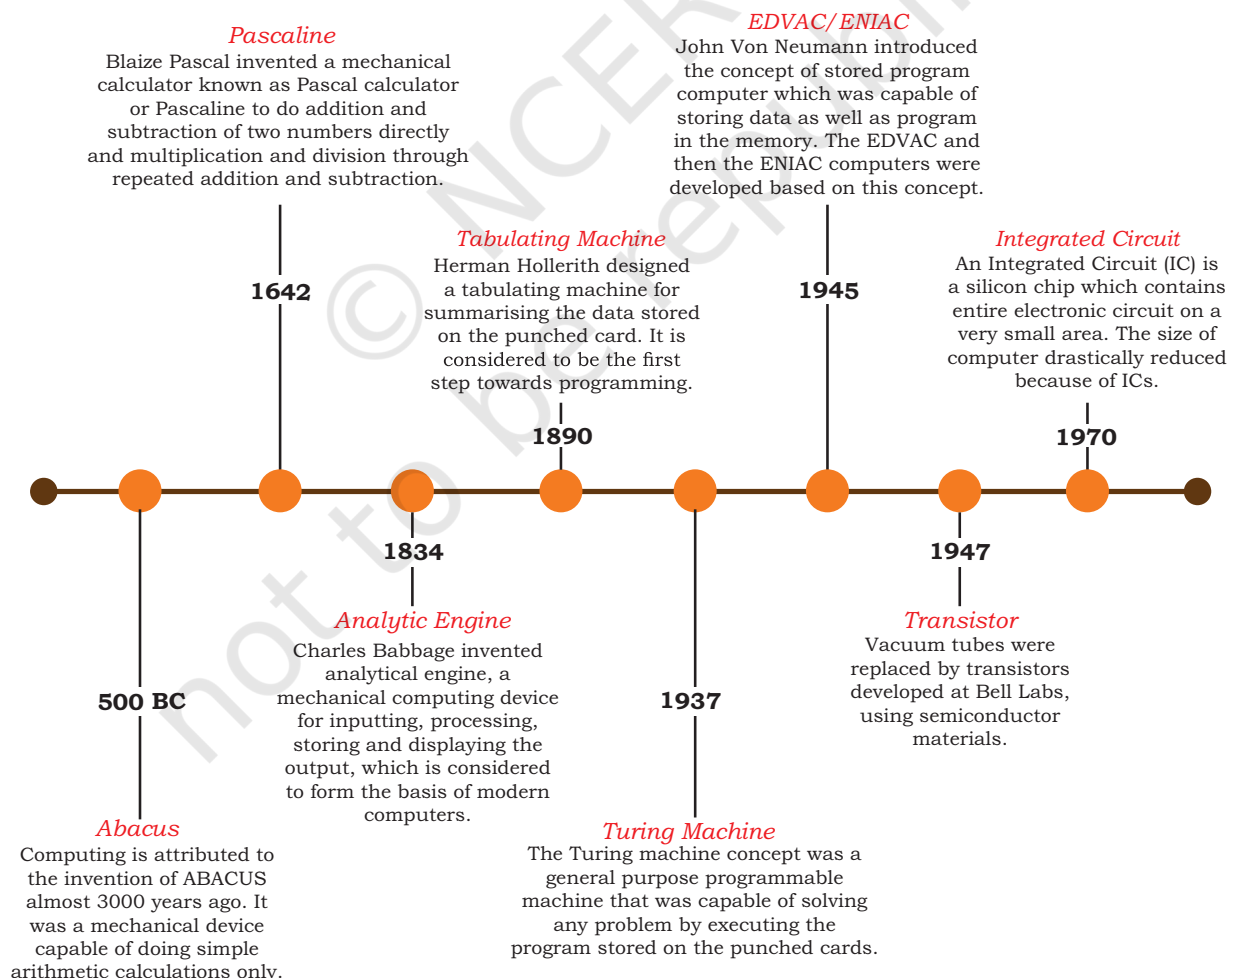 Pascaline
Blaize Pascal invented a mechanical
calculator known as Pascal calculator
or Pascaline to do addition and
subtraction of two numbers directly
and multiplication and division through
repeated addition and subtraction.
1642
EDVAC/ENIAC
John Von Neumann introduced
the concept of stored program
computer which was capable of
storing data as well as program
in the memory. The EDVAC and
then the ENIAC computers were
developed based on this concept.
1945
Tabulating Machine
Herman Hollerith designed
a tabulating machine for
summarising the data stored
on the punched card. It is
considered to be the first
step towards programming.
1890
Integrated Circuit
An Integrated Circuit (IC) is
a silicon chip which contains
entire electronic circuit on a
very small area. The size of
computer drastically reduced
because of ICs.
1970
500 BC
Abacus
Computing is attributed to
the invention of ABACUS
almost 3000 years ago. It
was a mechanical device
capable of doing simple
arithmetic calculations only.
1834
Analytic Engine
Charles Babbage invented
analytical engine, a
mechanical computing device
for inputting, processing,
storing and displaying the
output, which is considered
to form the basis of modern
computers.
1937
Turing Machine
The Turing machine concept was a
general purpose programmable
machine that was capable of solving
any problem by executing the
program stored on the punched cards.
1947
Transistor
Vacuum tubes were
replaced by transistors
developed at Bell Labs,
using semiconductor
materials.
© NCER
not to be republi